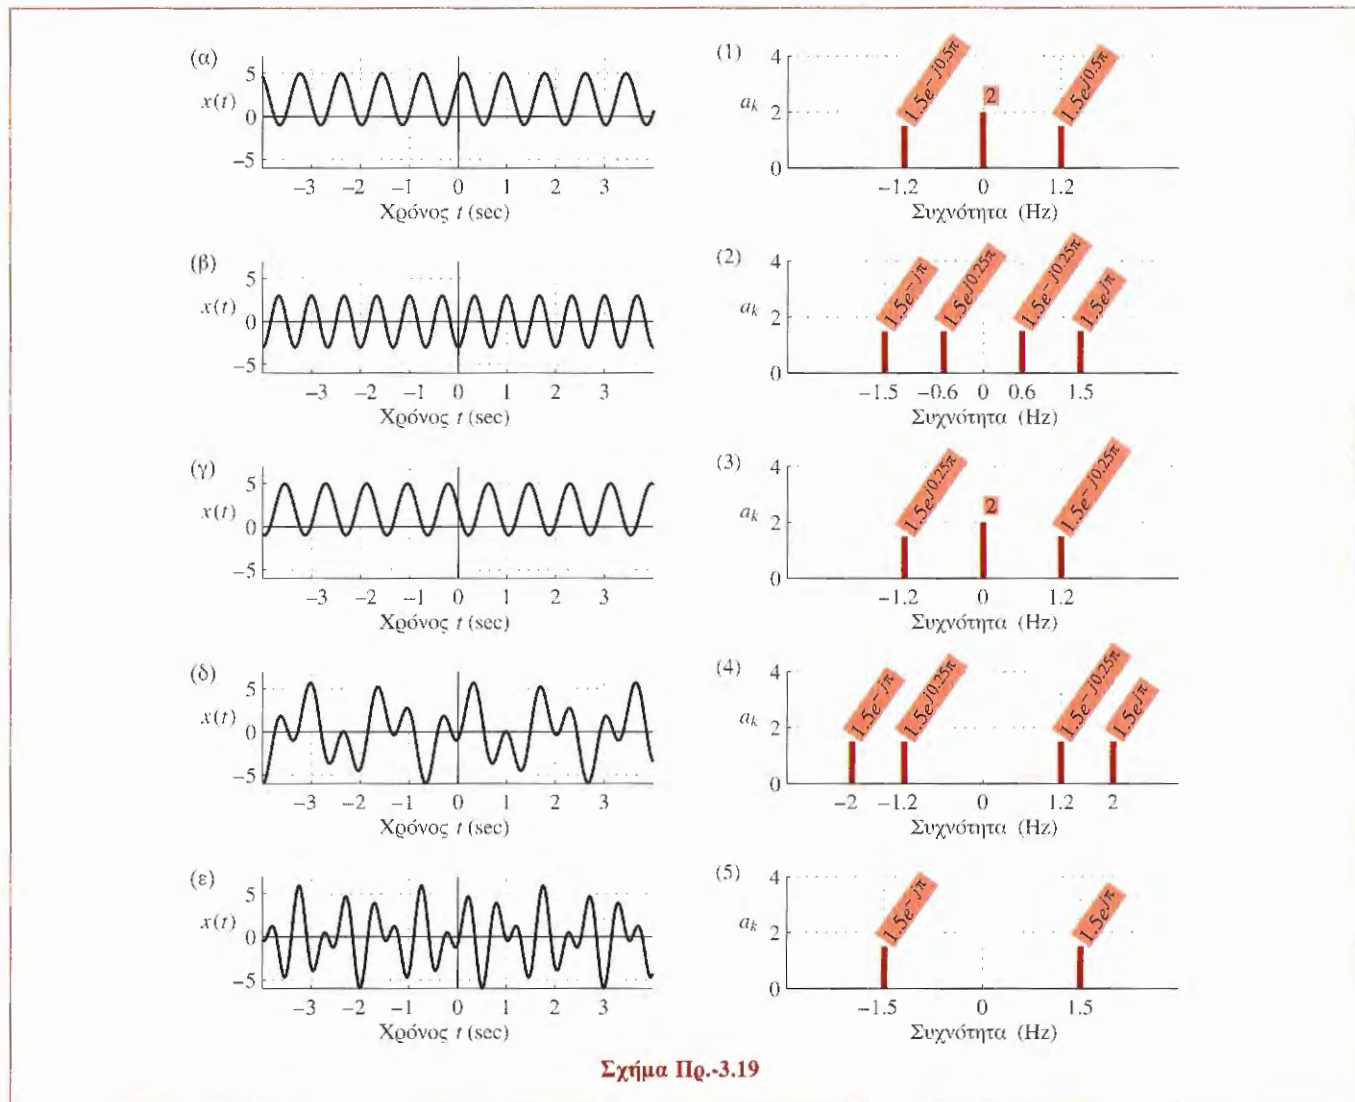 (α)
5
x(t)
0
−5
−3 −2 −1 0 1 2 3
Χρόνος t (sec)
(1)
4
a_k
2
0
1.5e^{−j0.5π}
2
1.5e^{j0.5π}
−1.2 0 1.2
Συχνότητα (Hz)
(β)
5
x(t)
0
−5
−3 −2 −1 0 1 2 3
Χρόνος t (sec)
(2)
4
a_k
2
0
1.5e^{−jπ}
1.5e^{j0.25π}
1.5e^{−j0.25π}
1.5e^{jπ}
−1.5 −0.6 0 0.6 1.5
Συχνότητα (Hz)
(γ)
5
x(t)
0
−5
−3 −2 −1 0 1 2 3
Χρόνος t (sec)
(3)
4
a_k
2
0
1.5e^{j0.25π}
2
1.5e^{−j0.25π}
−1.2 0 1.2
Συχνότητα (Hz)
(δ)
5
x(t)
0
−5
−3 −2 −1 0 1 2 3
Χρόνος t (sec)
(4)
4
a_k
2
0
1.5e^{−jπ}
1.5e^{j0.25π}
1.5e^{−j0.25π}
1.5e^{jπ}
−2 −1.2 0 1.2 2
Συχνότητα (Hz)
(ε)
5
x(t)
0
−5
−3 −2 −1 0 1 2 3
Χρόνος t (sec)
(5)
4
a_k
2
0
1.5e^{−jπ}
1.5e^{jπ}
−1.5 0 1.5
Συχνότητα (Hz)
Σχήμα Πρ.-3.19